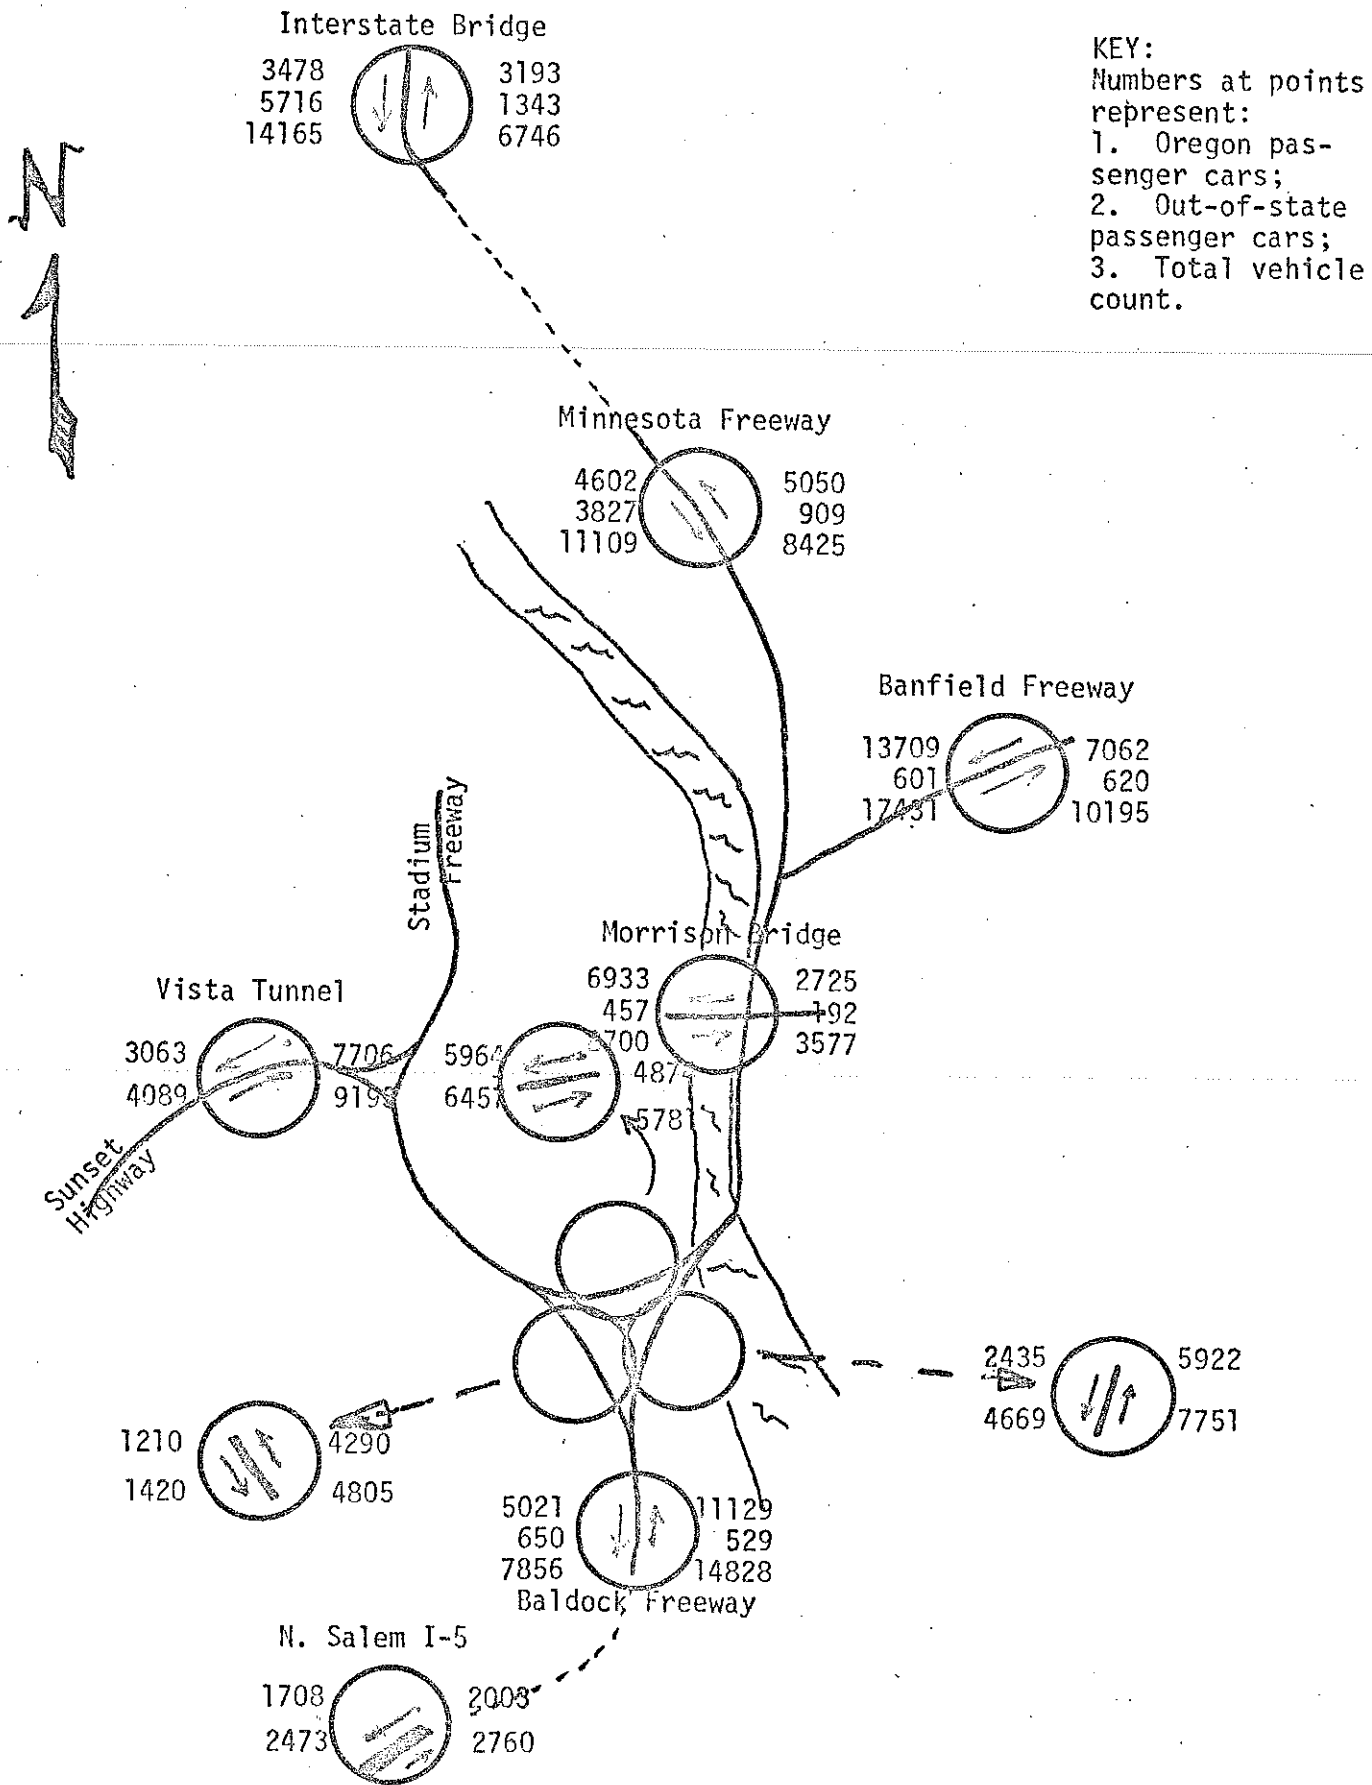 Interstate Bridge
3478 3193
5716 1343
14165 6746
KEY:
Numbers at points
represent:
1. Oregon pas-
senger cars;
2. Out-of-state
passenger cars;
3. Total vehicle
count.
N
Minnesota Freeway
4602 5050
3827 909
11109 8425
Banfield Freeway
13709 7062
601 620
10195
Stadium
Freeway
Morrison Bridge
6933 2725
457 192
3577
Vista Tunnel
3063 7706
4089
Sunset
Highway
2435 5922
4669 7751
1210 4290
1420 4805
5021 11129
650 529
7856 14828
Baldock Freeway
N. Salem I-5
1708
2473 2760